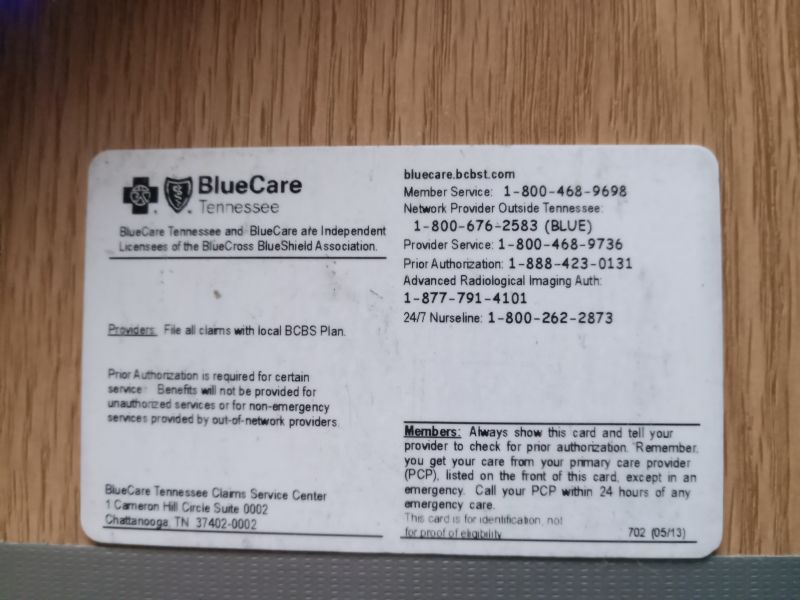 BlueCare
Tennessee
BlueCare Tennessee and BlueCare are Independent
Licensees of the BlueCross BlueShield Association.
Providers: File all claims with local BCBS Plan.
Prior Authorization is required for certain
service Benefits will not be provided for
unauthorized services or for non-emergency
services provided by out-of-network providers.
BlueCare Tennessee Claims Service Center
1 Cameron Hill Circle Suite 0002
Chattanooga, TN 37402-0002
bluecare.bcbst.com
Member Service: 1-800-468-9698
Network Provider Outside Tennessee:
1-800-676-2583 (BLUE)
Provider Service: 1-800-468-9736
Prior Authorization: 1-888-423-0131
Advanced Radiological Imaging Auth:
1-877-791-4101
24/7 Nurseline: 1-800-262-2873
Members: Always show this card and tell your
provider to check for prior authorization. Remember,
you get your care from your primary care provider
(PCP), listed on the front of this card, except in an
emergency. Call your PCP within 24 hours of any
emergency care.
This card is for identification, not
for proof of eligibility.
702 (05/13)